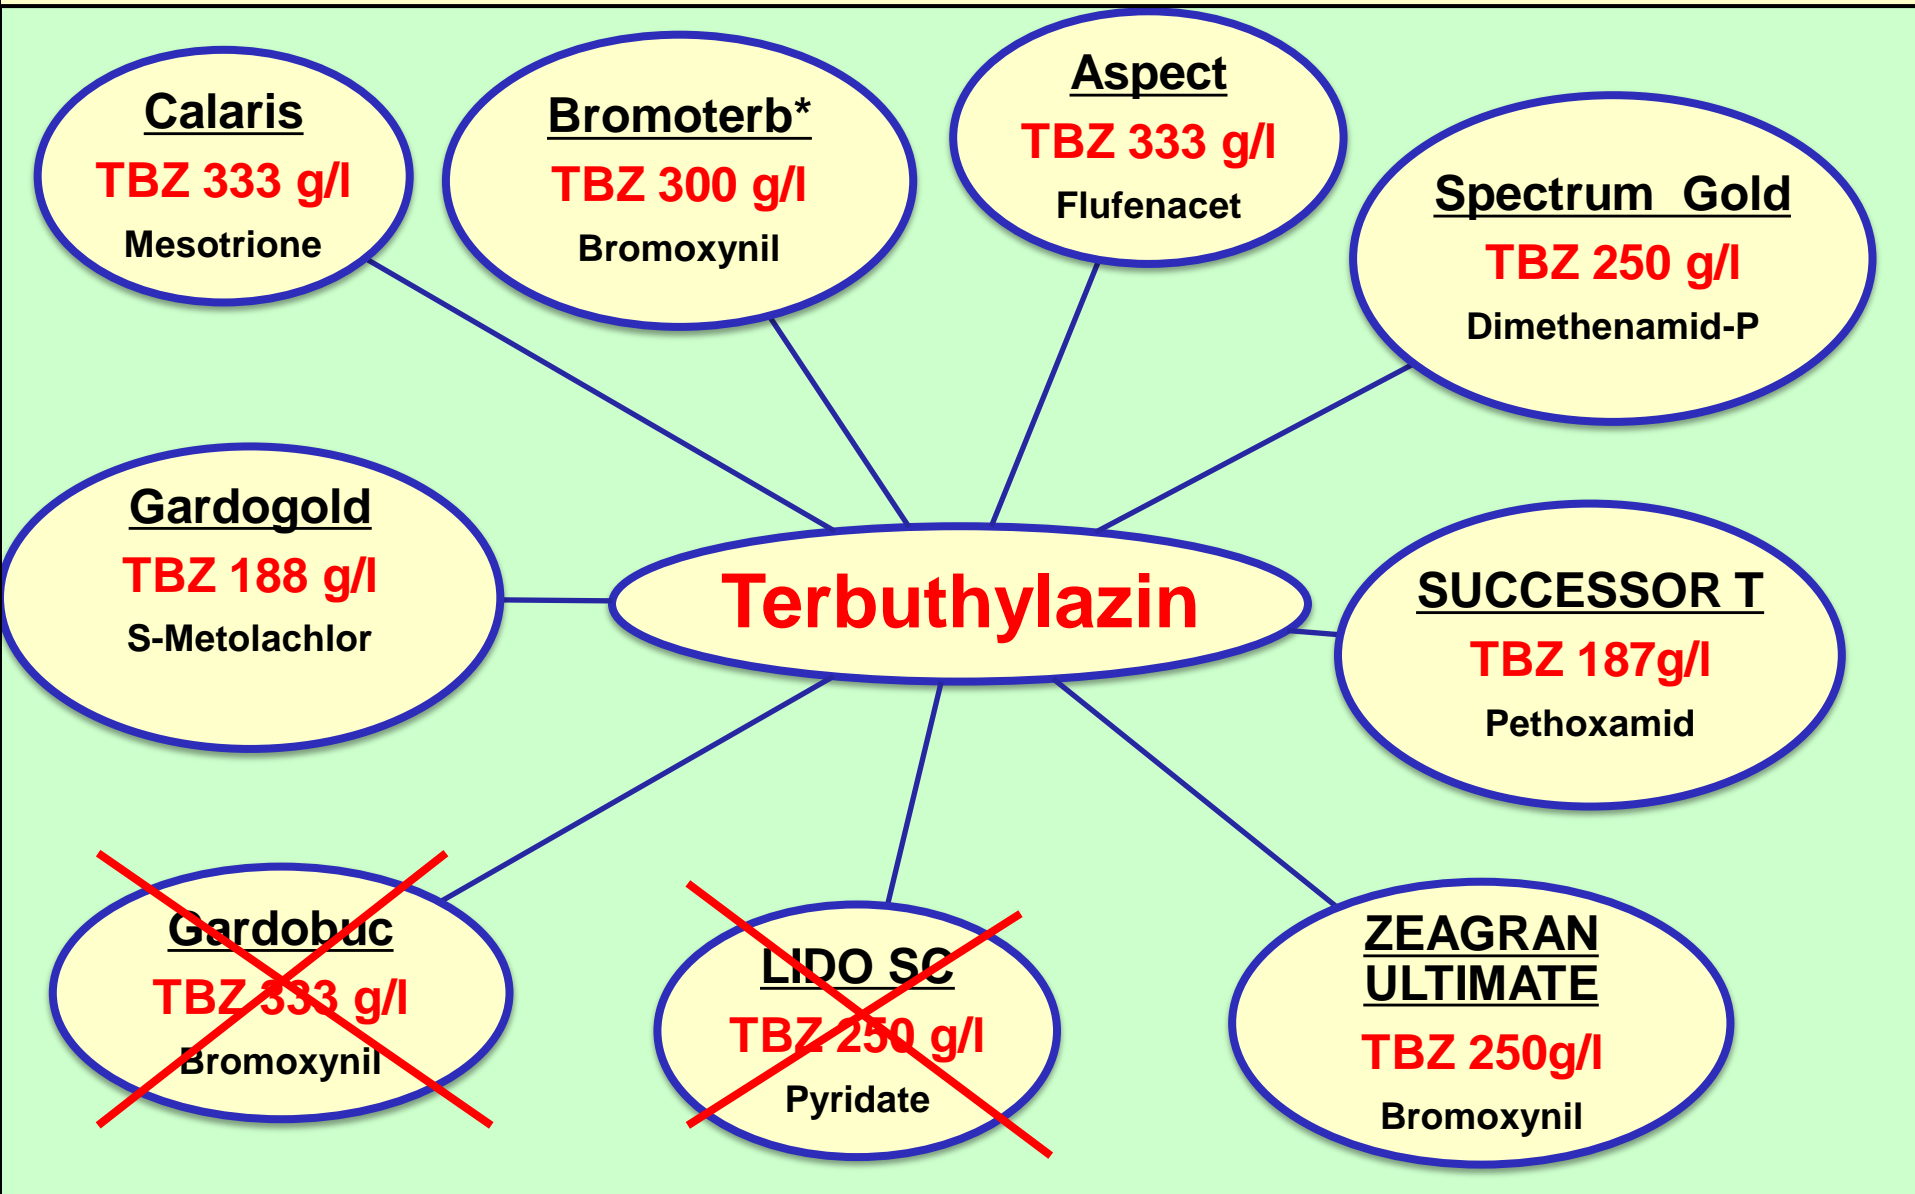 Calaris
TBZ 333 g/l
Mesotrione
Bromoterb*
TBZ 300 g/l
Bromoxynil
Aspect
TBZ 333 g/l
Flufenacet
Spectrum Gold
TBZ 250 g/l
Dimethenamid-P
Gardogold
TBZ 188 g/l
S-Metolachlor
Terbuthylazin
SUCCESSOR T
TBZ 187g/l
Pethoxamid
Gardobuc
TBZ 333 g/l
Bromoxynil
LIDO SC
TBZ 250 g/l
Pyridate
ZEAGRAN
ULTIMATE
TBZ 250g/l
Bromoxynil